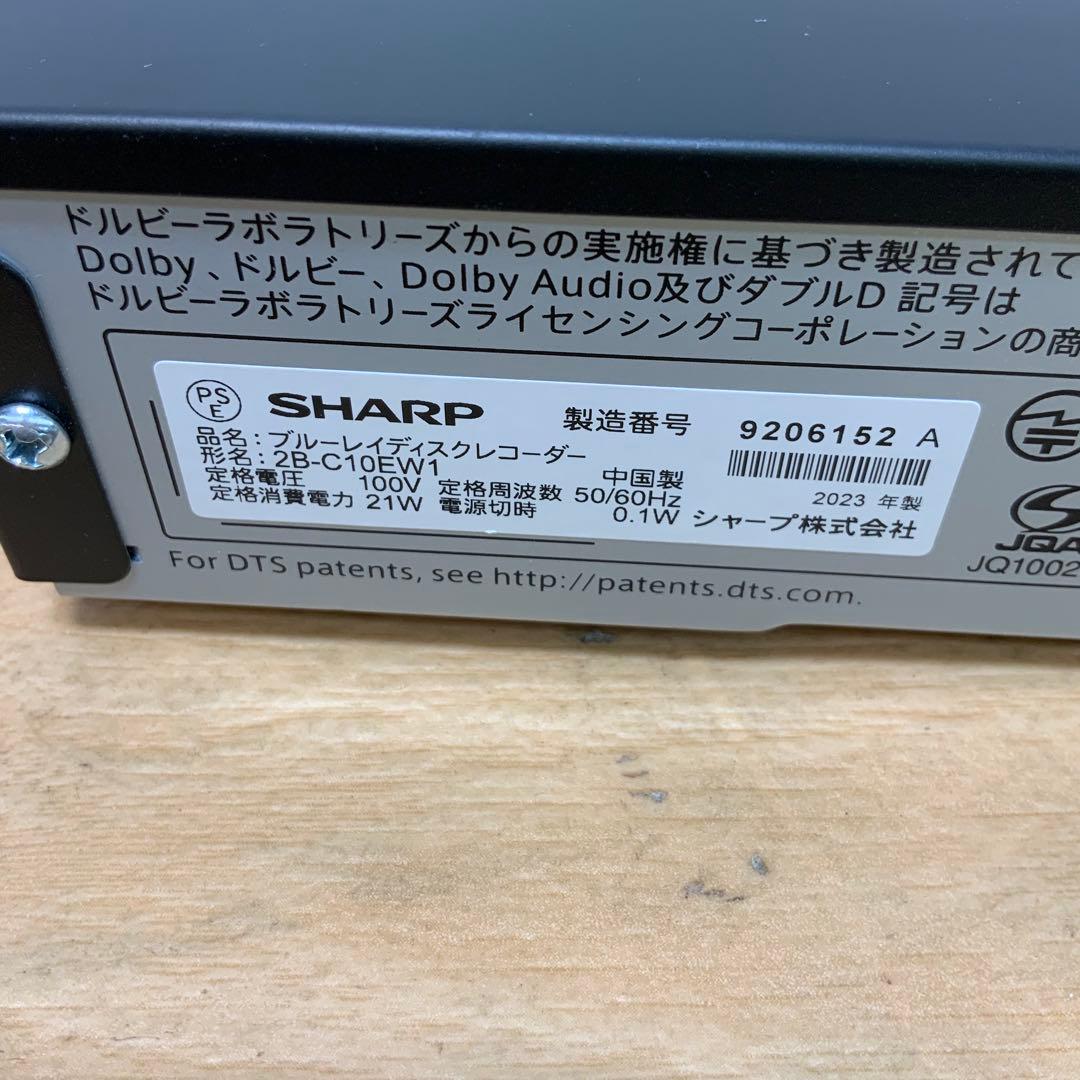 ドルビーラボラトリーズからの実施権に基づき製造されて
Dolby、ドルビー、Dolby Audio及びダブルD 記号は
ドルビーラボラトリーズライセンシングコーポレーションの商
PSE SHARP 製造番号 9206152 A
品名:ブルーレイディスクレコーダー
形名:2B-C10EW1 中国製
定格電圧 100V 定格周波数 50/60Hz 2023 年製
定格消費電力 21W 電源切時 0.1W シャープ株式会社
JQA
JQ1002
For DTS patents, see http://patents.dts.com.